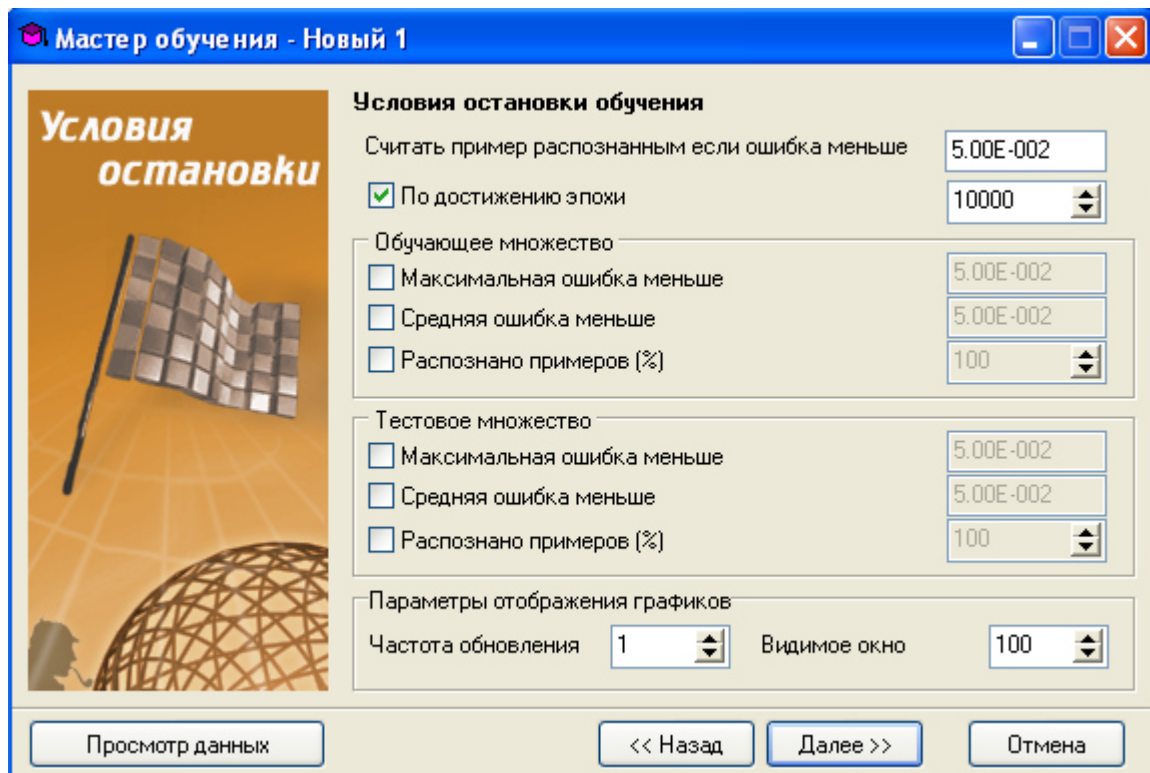 Мастер обучения - Новый 1
Условия
остановки
Условия остановки обучения
Считать пример распознанным если ошибка меньше 5.00E-002
По достижению эпохи 10000
Обучающее множество
Максимальная ошибка меньше 5.00E-002
Средняя ошибка меньше 5.00E-002
Распознано примеров (%) 100
Тестовое множество
Максимальная ошибка меньше 5.00E-002
Средняя ошибка меньше 5.00E-002
Распознано примеров (%) 100
Параметры отображения графиков
Частота обновления 1 Видимое окно 100
Просмотр данных << Назад Далее >> Отмена